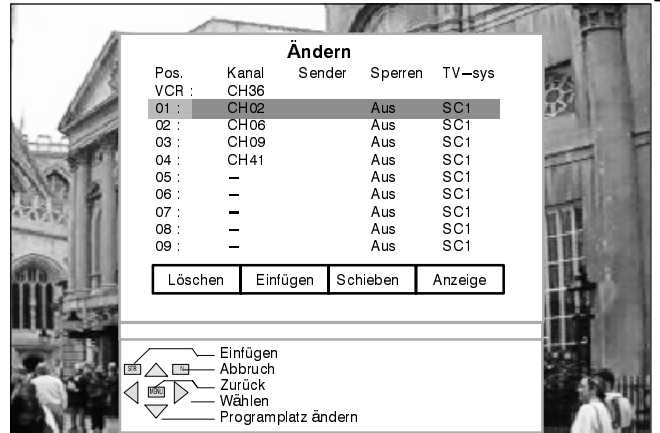 Ändern
Pos. Kanal Sender Sperren TV–sys
VCR : CH36
01 : CH02 Aus SC1
02 : CH06 Aus SC1
03 : CH09 Aus SC1
04 : CH41 Aus SC1
05 : – Aus SC1
06 : – Aus SC1
07 : – Aus SC1
08 : – Aus SC1
09 : – Aus SC1
Löschen Einfügen Schieben Anzeige
Einfügen
STR N Abbruch
MENU Zurück
Wählen
Programplatz ändern